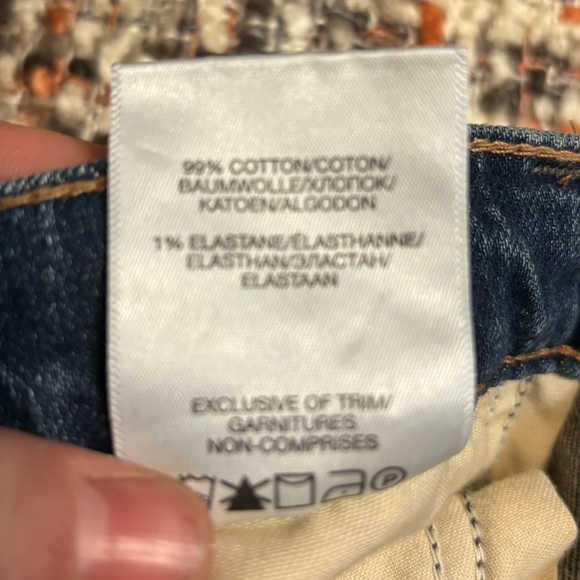 99% COTTON/COTON/
BAUMWOLLE/ХЛОПОК/
KATOEN/ALGODON
1% ELASTANE/ÉLASTHANNE/
ELASTHAN/ЭЛАСТАН/
ELASTAAN
EXCLUSIVE OF TRIM/
GARNITURES
NON-COMPRISES
P